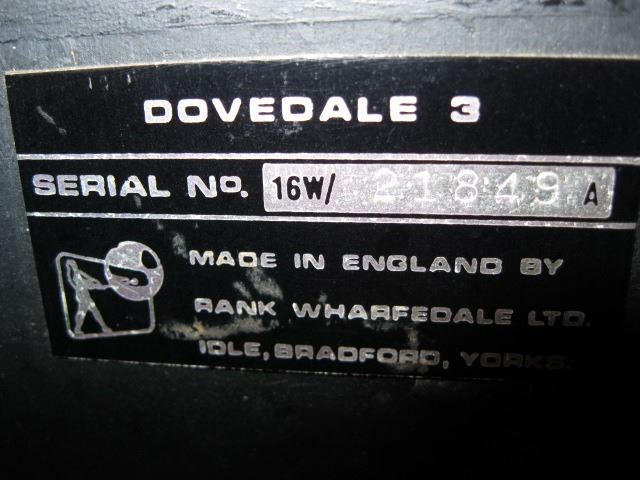 DOVEDALE 3
SERIAL No. 16W/ 21849 A
MADE IN ENGLAND BY
RANK WHARFEDALE LTD.
IDLE, BRADFORD, YORKS.